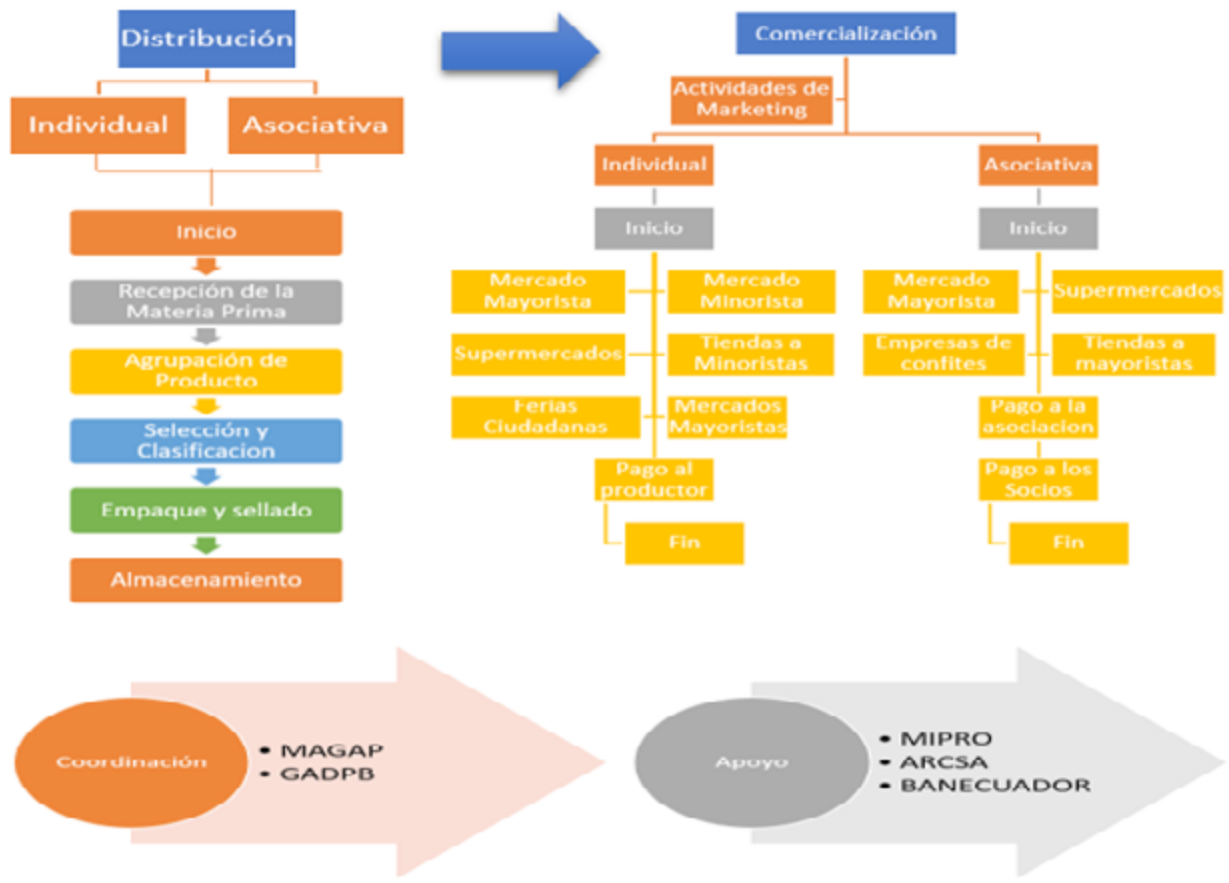 Distribución
Individual
Asociativa
Inicio
Recepción de la
Materia Prima
Agrupación de
Producto
Selección y
Clasificacion
Empaque y sellado
Almacenamiento
Comercialización
Actividades de
Marketing
Individual
Inicio
Mercado
Mayorista
Mercado
Minorista
Supermercados
Tiendas a
Minoristas
Ferias
Ciudadanas
Mercados
Mayoristas
Pago al
productor
Fin
Asociativa
Inicio
Mercado
Mayorista
Supermercados
Empresas de
confites
Tiendas a
mayoristas
Pago a la
asociacion
Pago a los
Socios
Fin
Coordinación
• MAGAP
• GADPB
Apoyo
• MIPRO
• ARCSA
• BANECUADOR